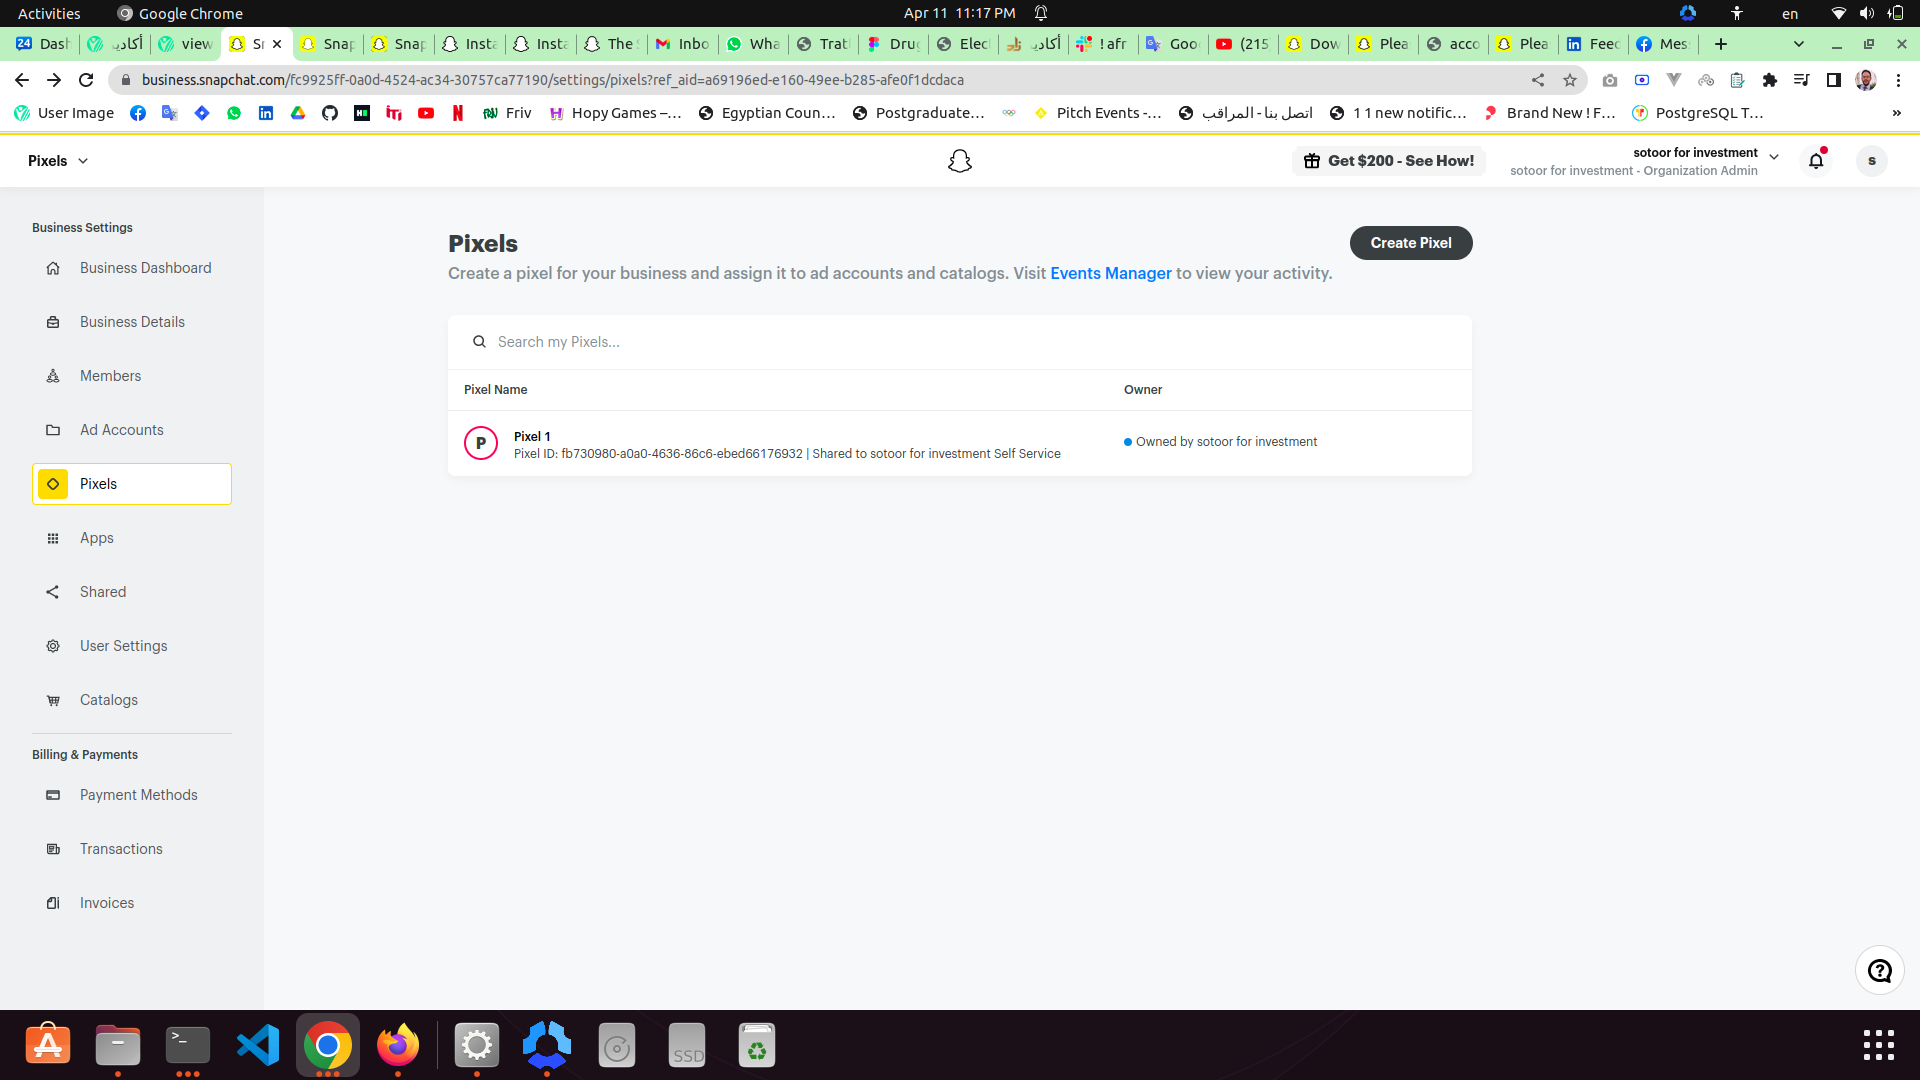 Activities
Google Chrome
Apr 11 11:17 PM
en
24
Dash
أكاديـ
view
Sn
Snap
Snap
Insta
Insta
The S
Inbo
Wha
Trat
Dru
Elec
أكاديـ
! afr
Goo
(215
Dow
Plea
acco
Plea
Feed
Mess
business.snapchat.com/fc9925ff-0a0d-4524-ac34-30757ca77190/settings/pixels?ref_aid=a69196ed-e160-49ee-b285-afe0f1dcdaca
User Image
Friv
Hopy Games –...
Egyptian Coun...
Postgraduate...
Pitch Events -...
اتصل بنا - المراقب
1 1 new notific...
Brand New ! F...
PostgreSQL T...
»
Pixels
Get $200 - See How!
sotoor for investment
sotoor for investment - Organization Admin
s
Business Settings
Business Dashboard
Business Details
Members
Ad Accounts
Pixels
Apps
Shared
User Settings
Catalogs
Billing & Payments
Payment Methods
Transactions
Invoices
Pixels
Create Pixel
Create a pixel for your business and assign it to ad accounts and catalogs. Visit Events Manager to view your activity.
Search my Pixels...
Pixel Name
Owner
P
Pixel 1
Pixel ID: fb730980-a0a0-4636-86c6-ebed66176932 | Shared to sotoor for investment Self Service
Owned by sotoor for investment
SSD